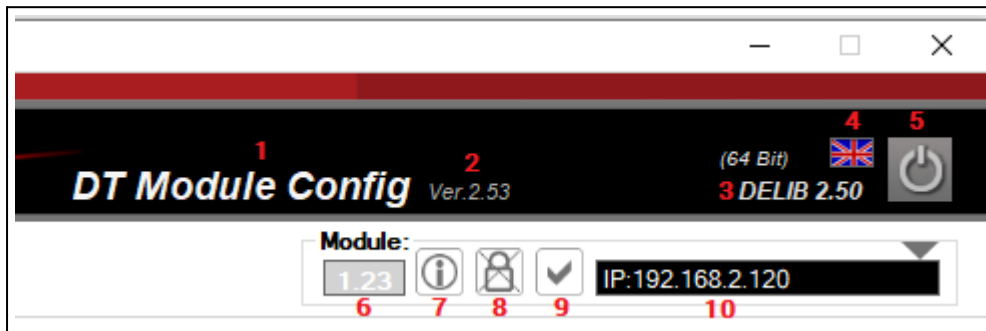 4 5
1 2 (64 Bit)
DT Module Config Ver.2.53 3 DELIB 2.50
Module:
1.23 IP:192.168.2.120
6 7 8 9 10